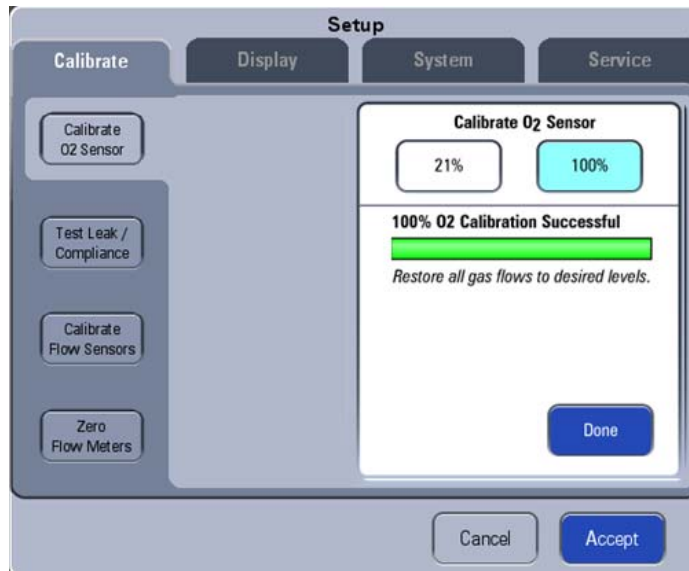 Setup
Calibrate
Display
System
Service
Calibrate
O2 Sensor
Test Leak /
Compliance
Calibrate
Flow Sensors
Zero
Flow Meters
Calibrate O2 Sensor
21%
100%
100% O2 Calibration Successful
Restore all gas flows to desired levels.
Done
Cancel
Accept